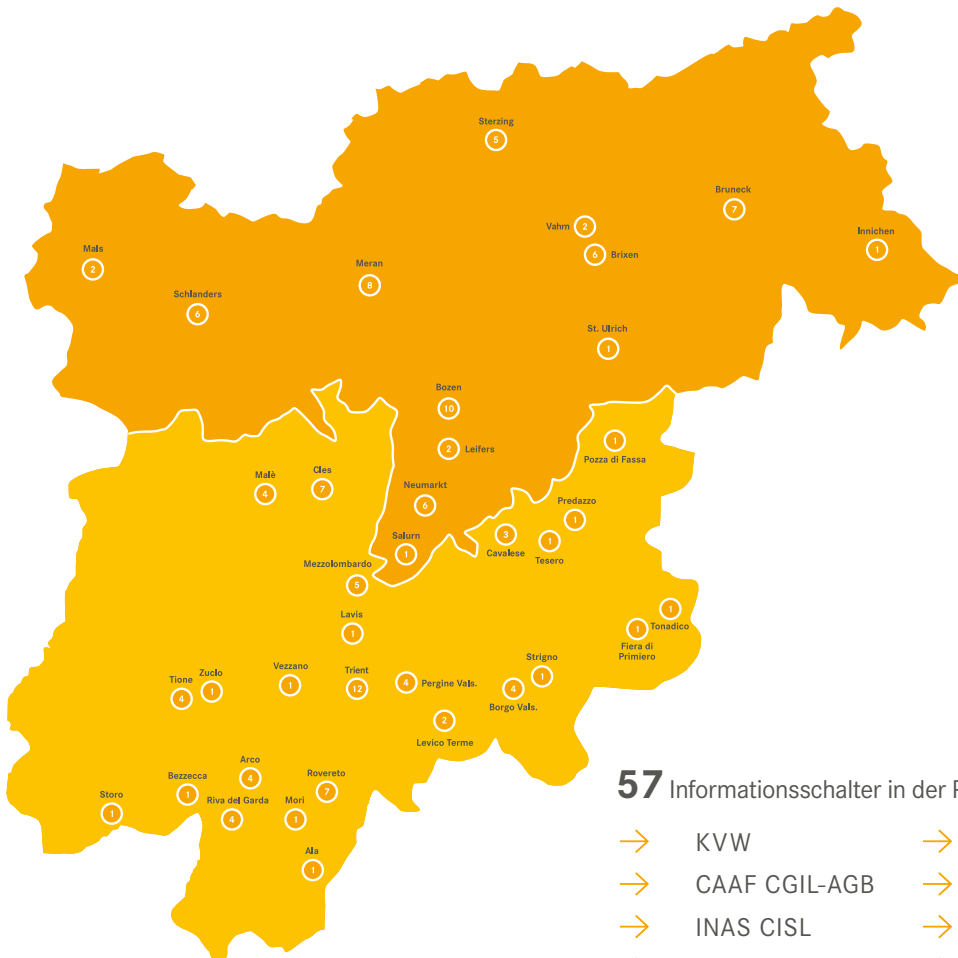 Sterzing
5
Bruneck
7
Vahrn
2
6
Brixen
Innichen
1
Mals
2
Meran
8
Schlanders
6
St. Ulrich
1
Bozen
10
2
Leifers
1
Pozza di Fassa
Malè
4
Cles
7
Neumarkt
6
Predazzo
1
3
Cavalese
1
Tesero
Salurn
1
Mezzolombardo
5
Lavis
1
1
Tonadico
1
Fiera di
Primiero
Strigno
1
Tione
4
Zuclo
1
Vezzano
1
Trient
12
4
Pergine Vals.
4
Borgo Vals.
2
Levico Terme
Arco
4
Bezzecca
1
Rovereto
7
Storo
1
Riva del Garda
4
Mori
1
Ala
1
57 Informationsschalter in der
KVW
CAAF CGIL-AGB
INAS CISL